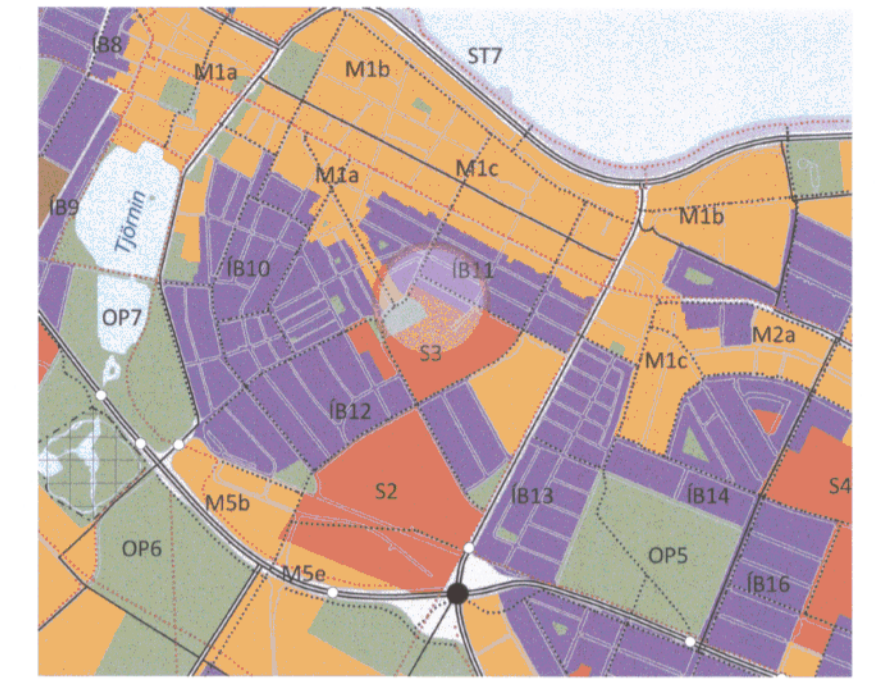 ÍB8
M1a
M1b
ST7
ÍB9
Tjörnin
M1a
M1c
M1b
ÍB10
ÍB11
OP7
S3
M1c
M2a
ÍB12
M5b
S2
ÍB13
ÍB14
S4
OP6
M5e
OP5
ÍB16